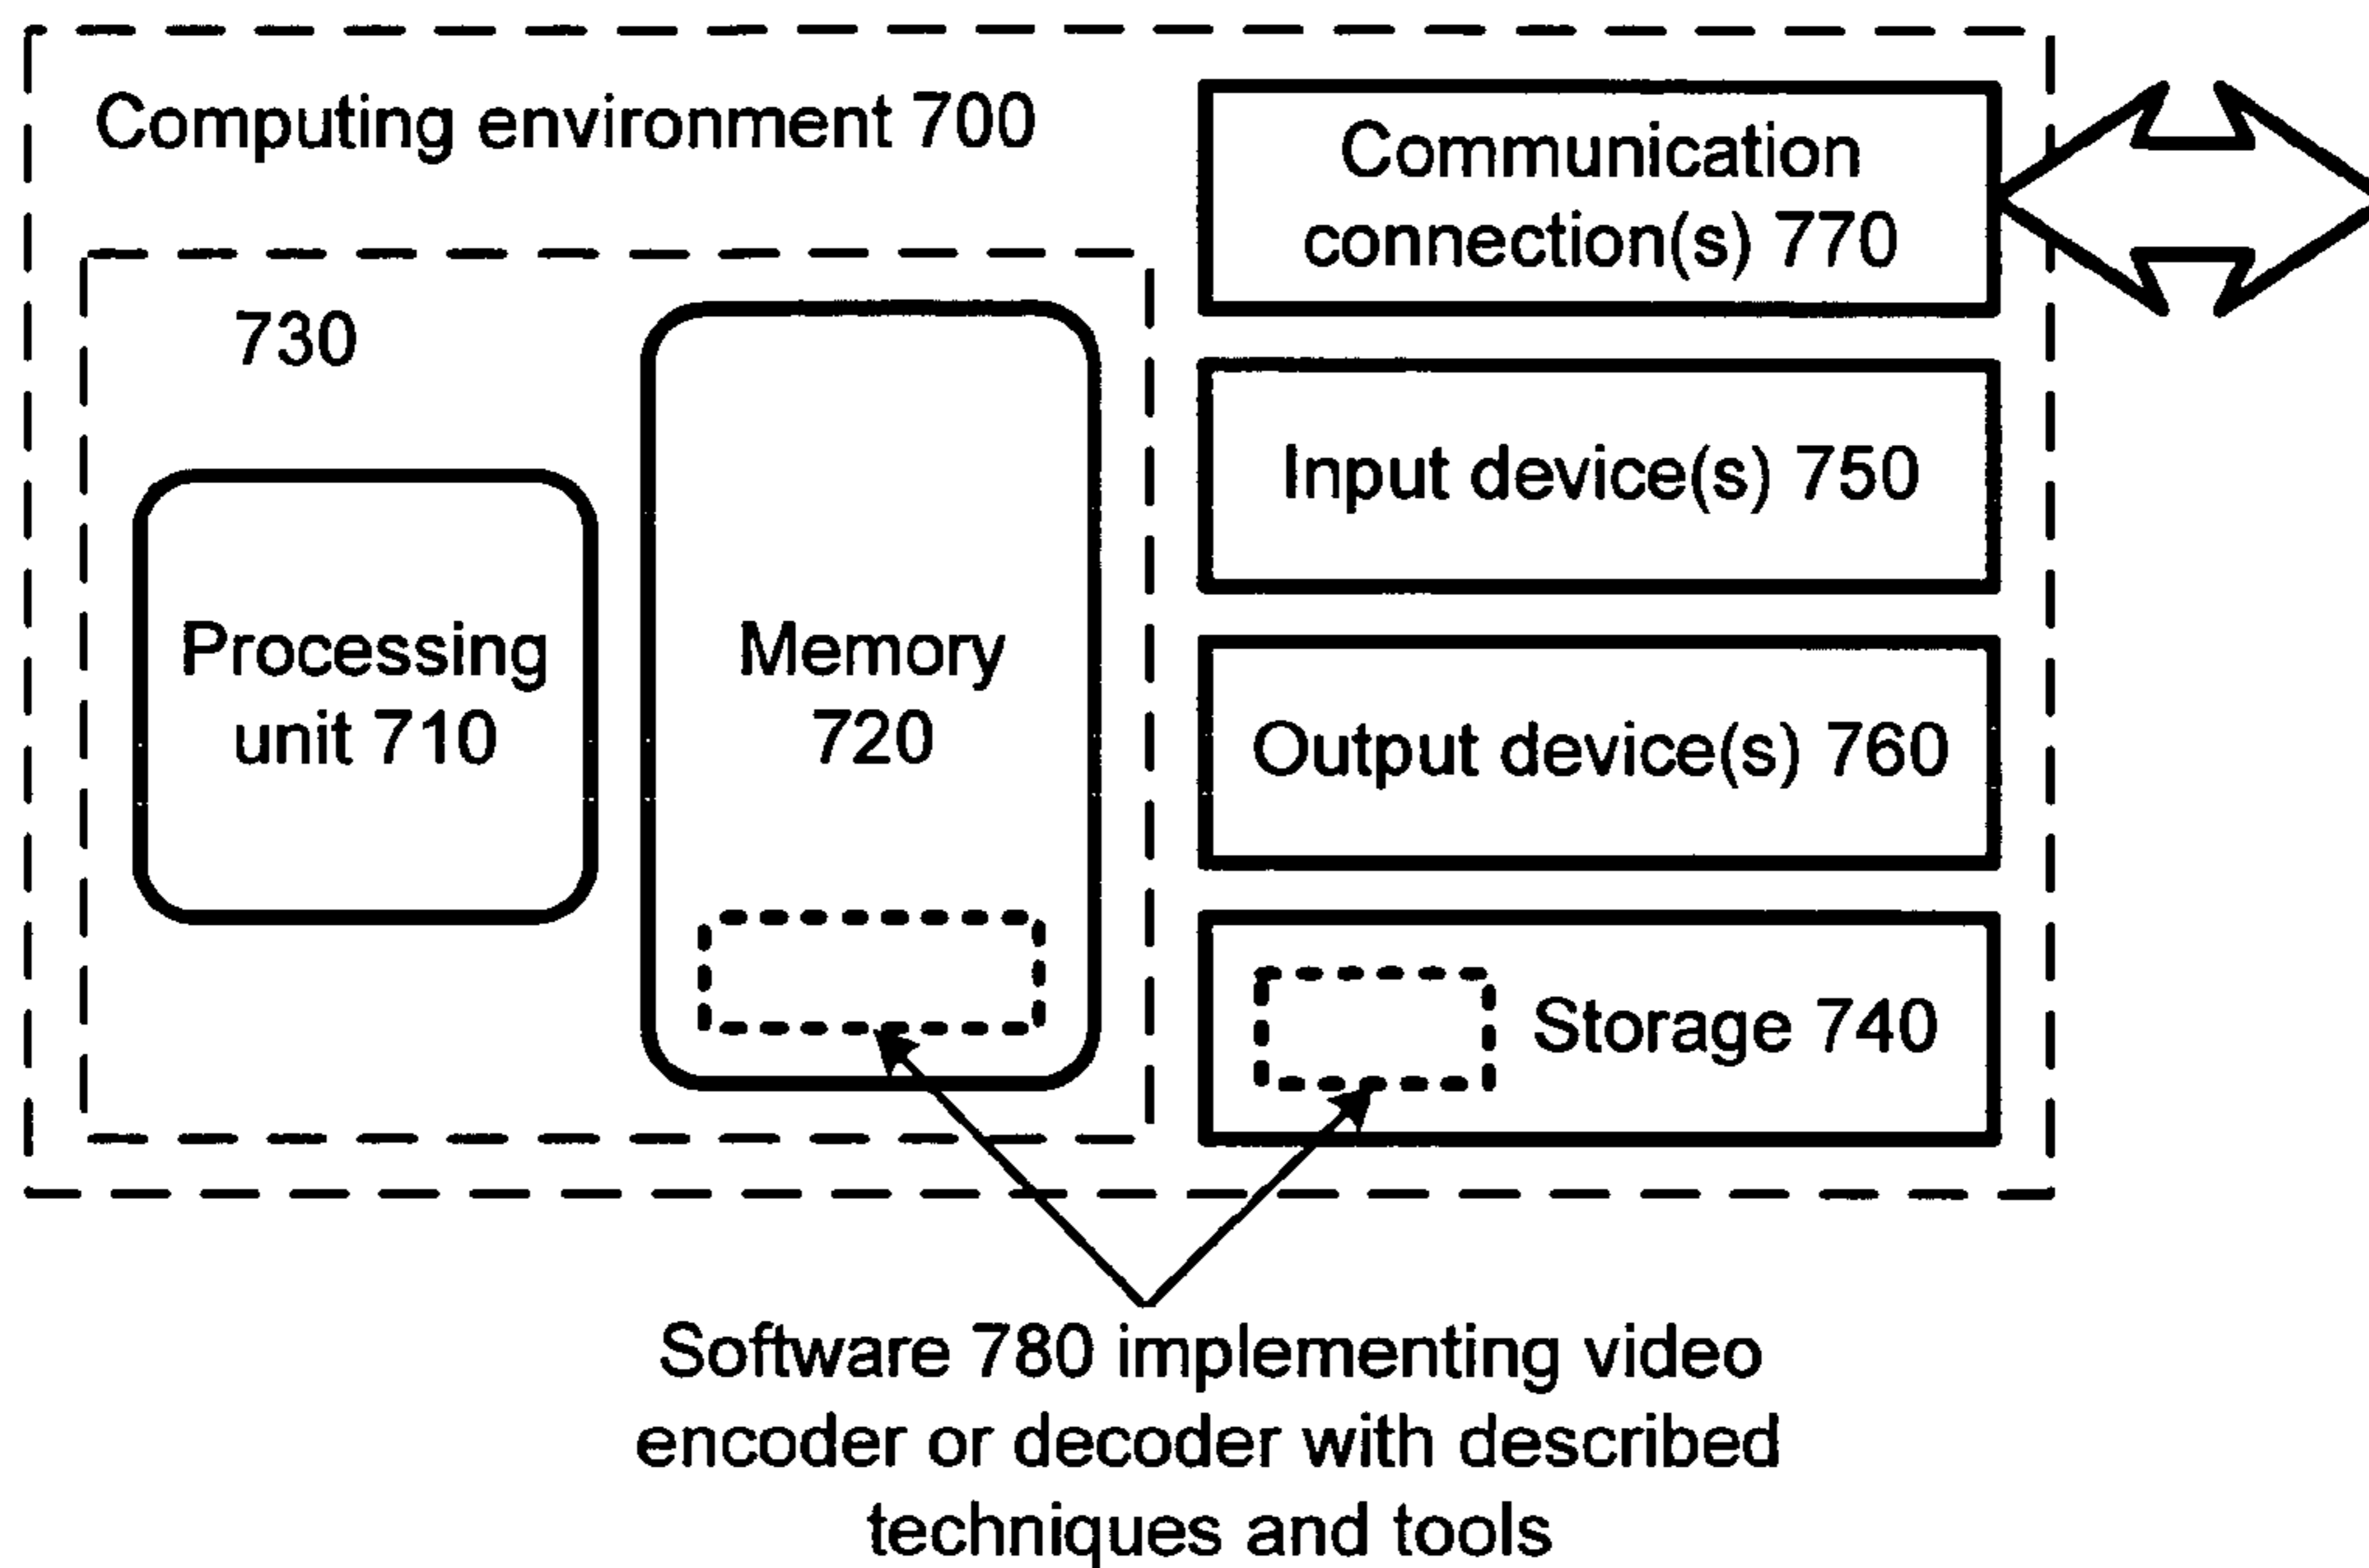 Computing environment 700
Communication
connection(s) 770
730
Input device(s) 750
Processing
unit 710
Memory
720
Output device(s) 760
Storage 740
Software 780 implementing video
encoder or decoder with described
techniques and tools